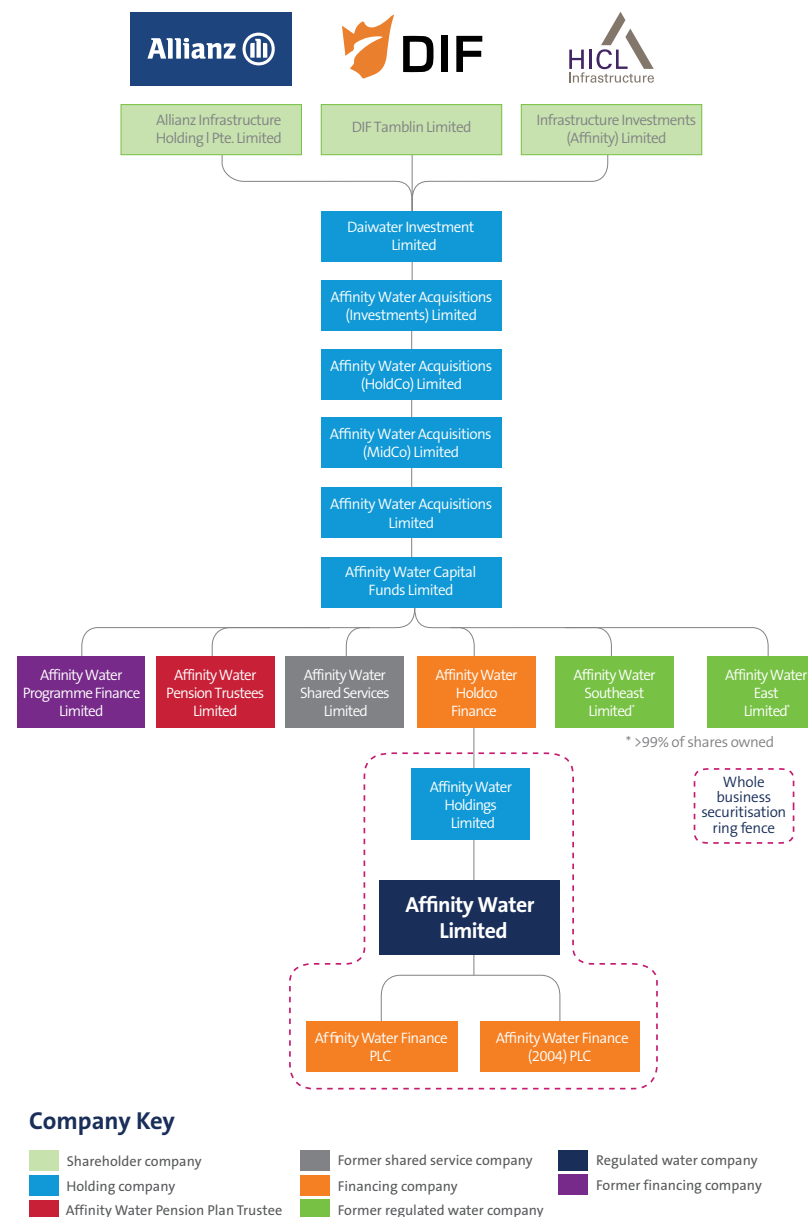 Allianz
DIF
HICL
Infrastructure
Allianz Infrastructure
Holding l Pte. Limited
DIF Tamblin Limited
Infrastructure Investments
(Affinity) Limited
Daiwater Investment
Limited
Affinity Water Acquisitions
(Investments) Limited
Affinity Water Acquisitions
(HoldCo) Limited
Affinity Water Acquisitions
(MidCo) Limited
Affinity Water Acquisitions
Limited
Affinity Water Capital
Funds Limited
Affinity Water
Programme Finance
Limited
Affinity Water
Pension Trustees
Limited
Affinity Water
Shared Services
Limited
Affinity Water
Holdco
Finance
Affinity Water
Southeast
Limited*
Affinity Water
East
Limited*
* >99% of shares owned
Whole
business
securitisation
ring fence
Affinity Water
Holdings
Limited
Affinity Water
Limited
Affinity Water Finance
PLC
Affinity Water Finance
(2004) PLC
Company Key
Shareholder company
Holding company
Affinity Water Pension Plan Trustee
Former shared service company
Financing company
Former regulated water company
Regulated water company
Former financing company